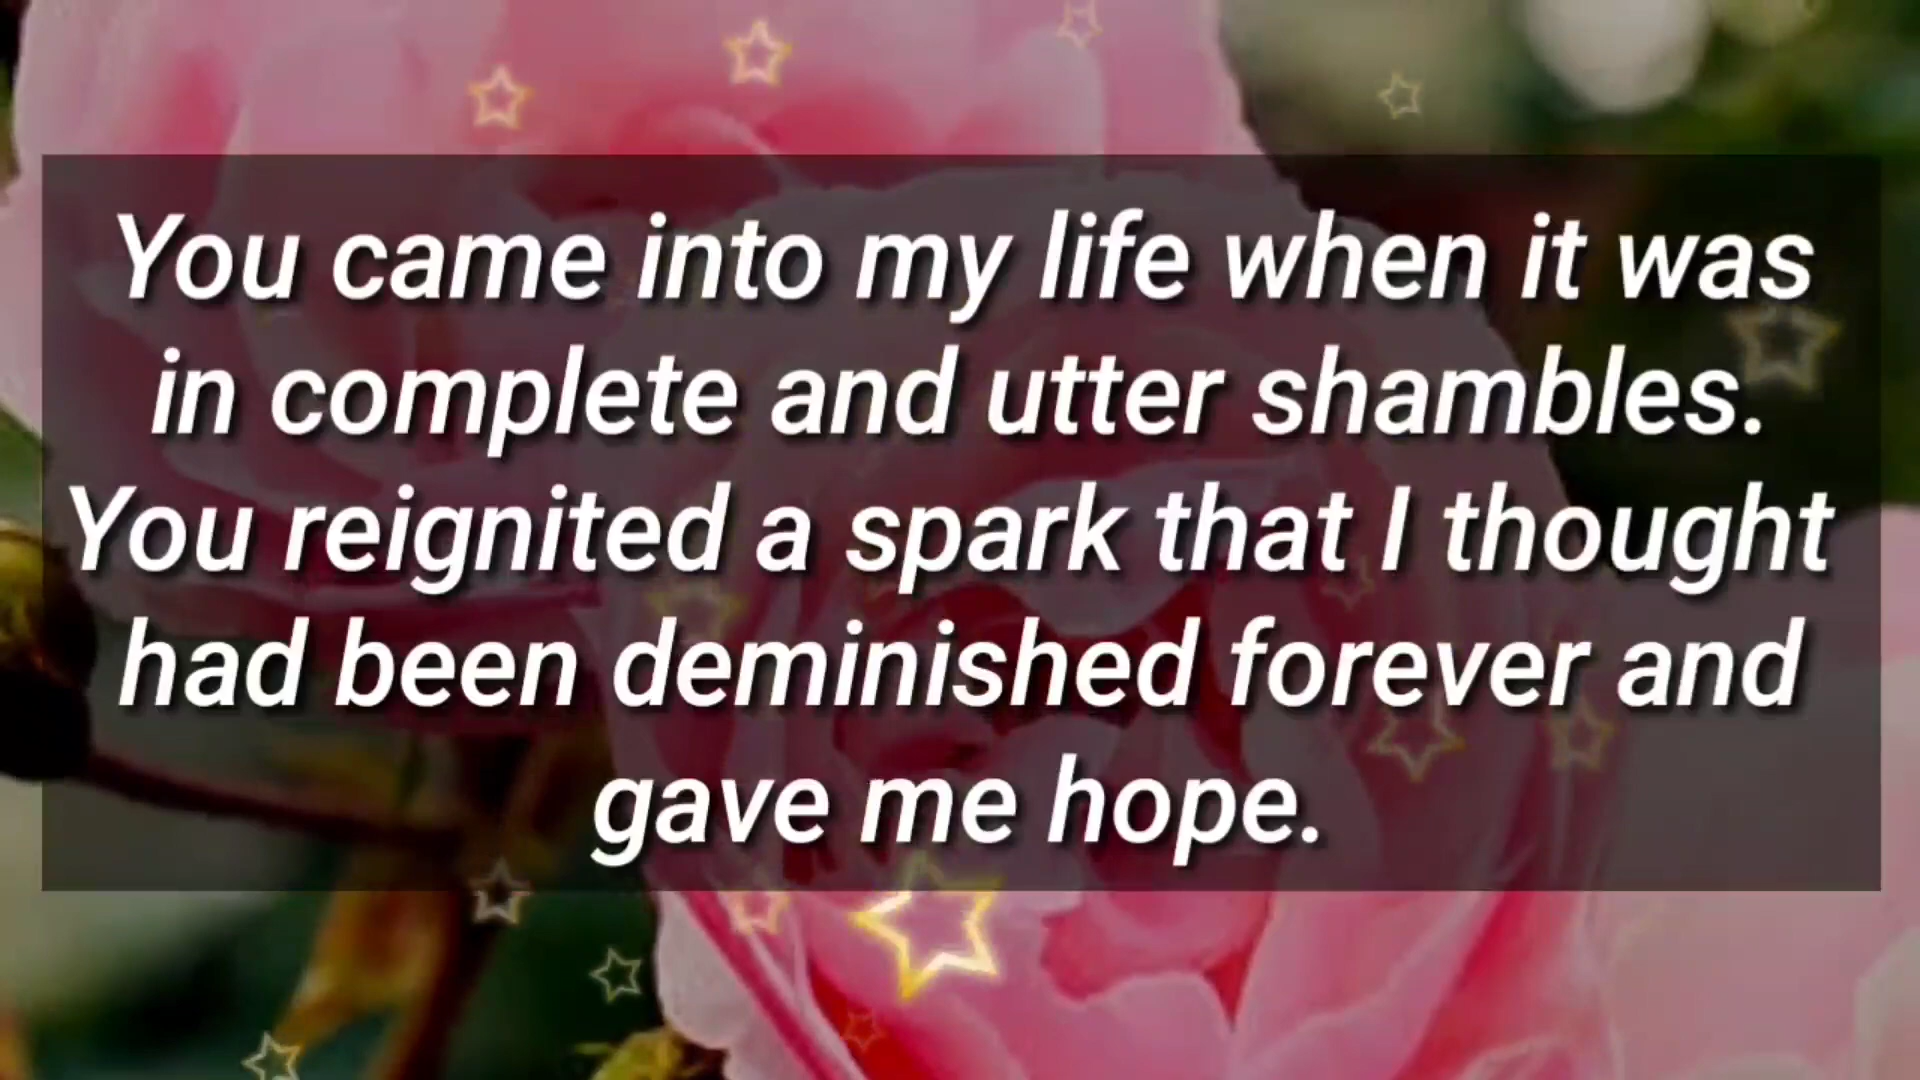 You came into my life when it was
in complete and utter shambles.
You reignited a spark that I thought
had been deminished forever and
gave me hope.